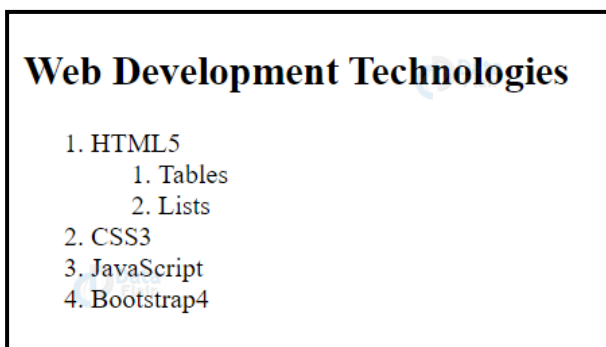 Web Development Technologies
1. HTML5
1. Tables
2. Lists
2. CSS3
3. JavaScript
4. Bootstrap4